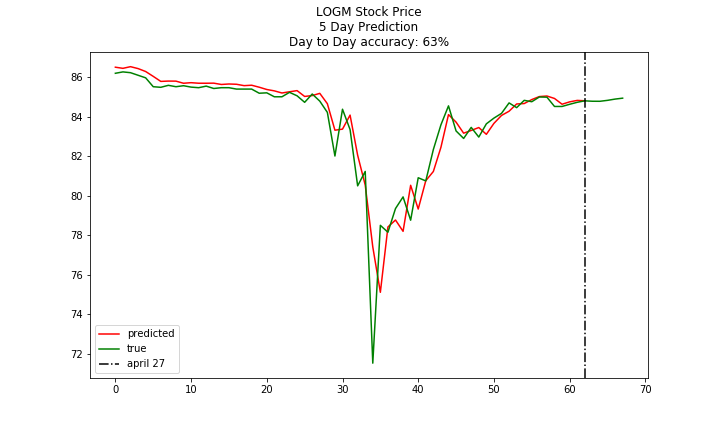 LOGM Stock Price
5 Day Prediction
Day to Day accuracy: 63%
86
84
82
80
78
76
74
72
predicted
true
april 27
0 10 20 30 40 50 60 70